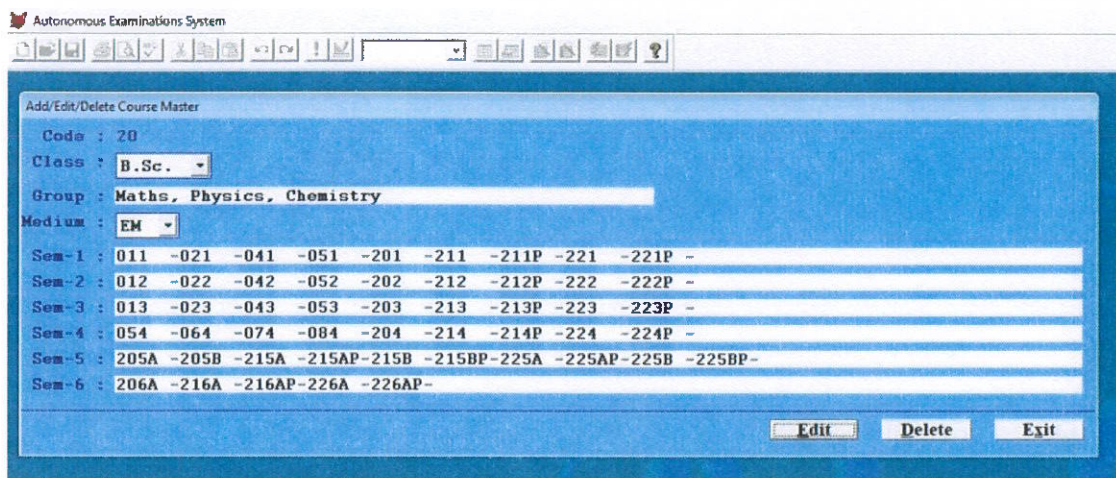 Autonomous Examinations System
Add/Edit/Delete Course Master
Code : 20
Class : B.Sc.
Group : Maths, Physics, Chemistry
Medium : EM
Sem-1 : 011 -021 -041 -051 -201 -211 -211P -221 -221P -
Sem-2 : 012 -022 -042 -052 -202 -212 -212P -222 -222P -
Sem-3 : 013 -023 -043 -053 -203 -213 -213P -223 -223P -
Sem-4 : 054 -064 -074 -084 -204 -214 -214P -224 -224P -
Sem-5 : 205A -205B -215A -215AP-215B -215BP-225A -225AP-225B -225BP-
Sem-6 : 206A -216A -216AP-226A -226AP-
Edit Delete Exit